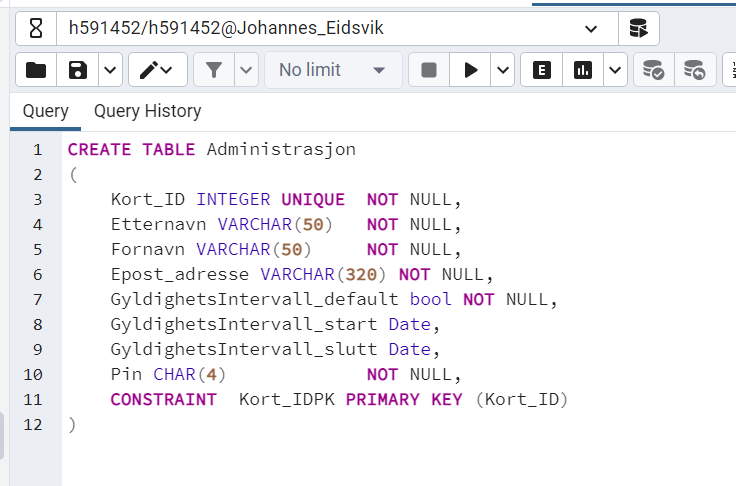 h591452/h591452@Johannes_Eidsvik
No limit
E
Query Query History
1 CREATE TABLE Administrasjon
2 (
3 Kort_ID INTEGER UNIQUE  NOT NULL,
4 Etternavn VARCHAR(50)   NOT NULL,
5 Fornavn VARCHAR(50)     NOT NULL,
6 Epost_adresse VARCHAR(320) NOT NULL,
7 GyldighetsIntervall_default bool NOT NULL,
8 GyldighetsIntervall_start Date,
9 GyldighetsIntervall_slutt Date,
10 Pin CHAR(4)             NOT NULL,
11 CONSTRAINT  Kort_IDPK PRIMARY KEY (Kort_ID)
12 )